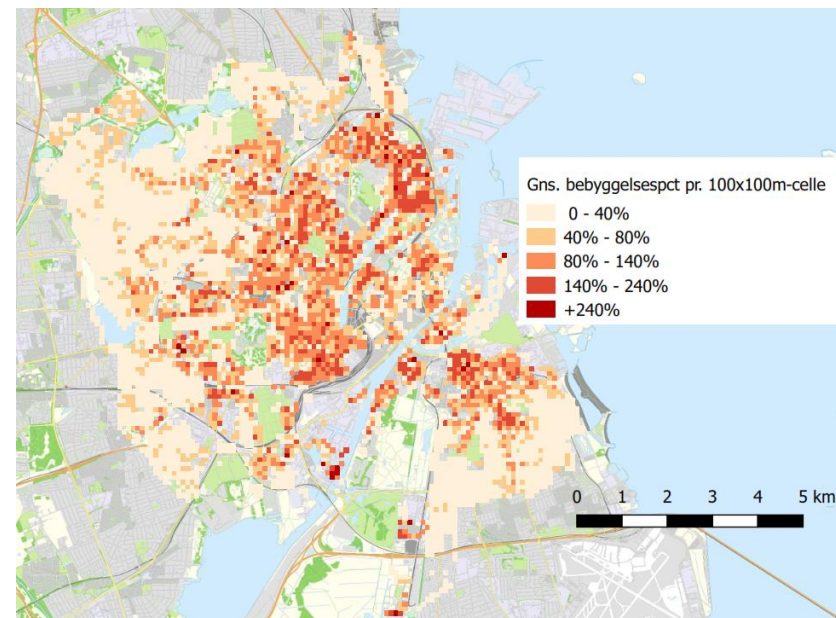 Gns. bebyggelsespct pr. 100x100m-celle
0 - 40%
40% - 80%
80% - 140%
140% - 240%
+240%
0 1 2 3 4 5 km